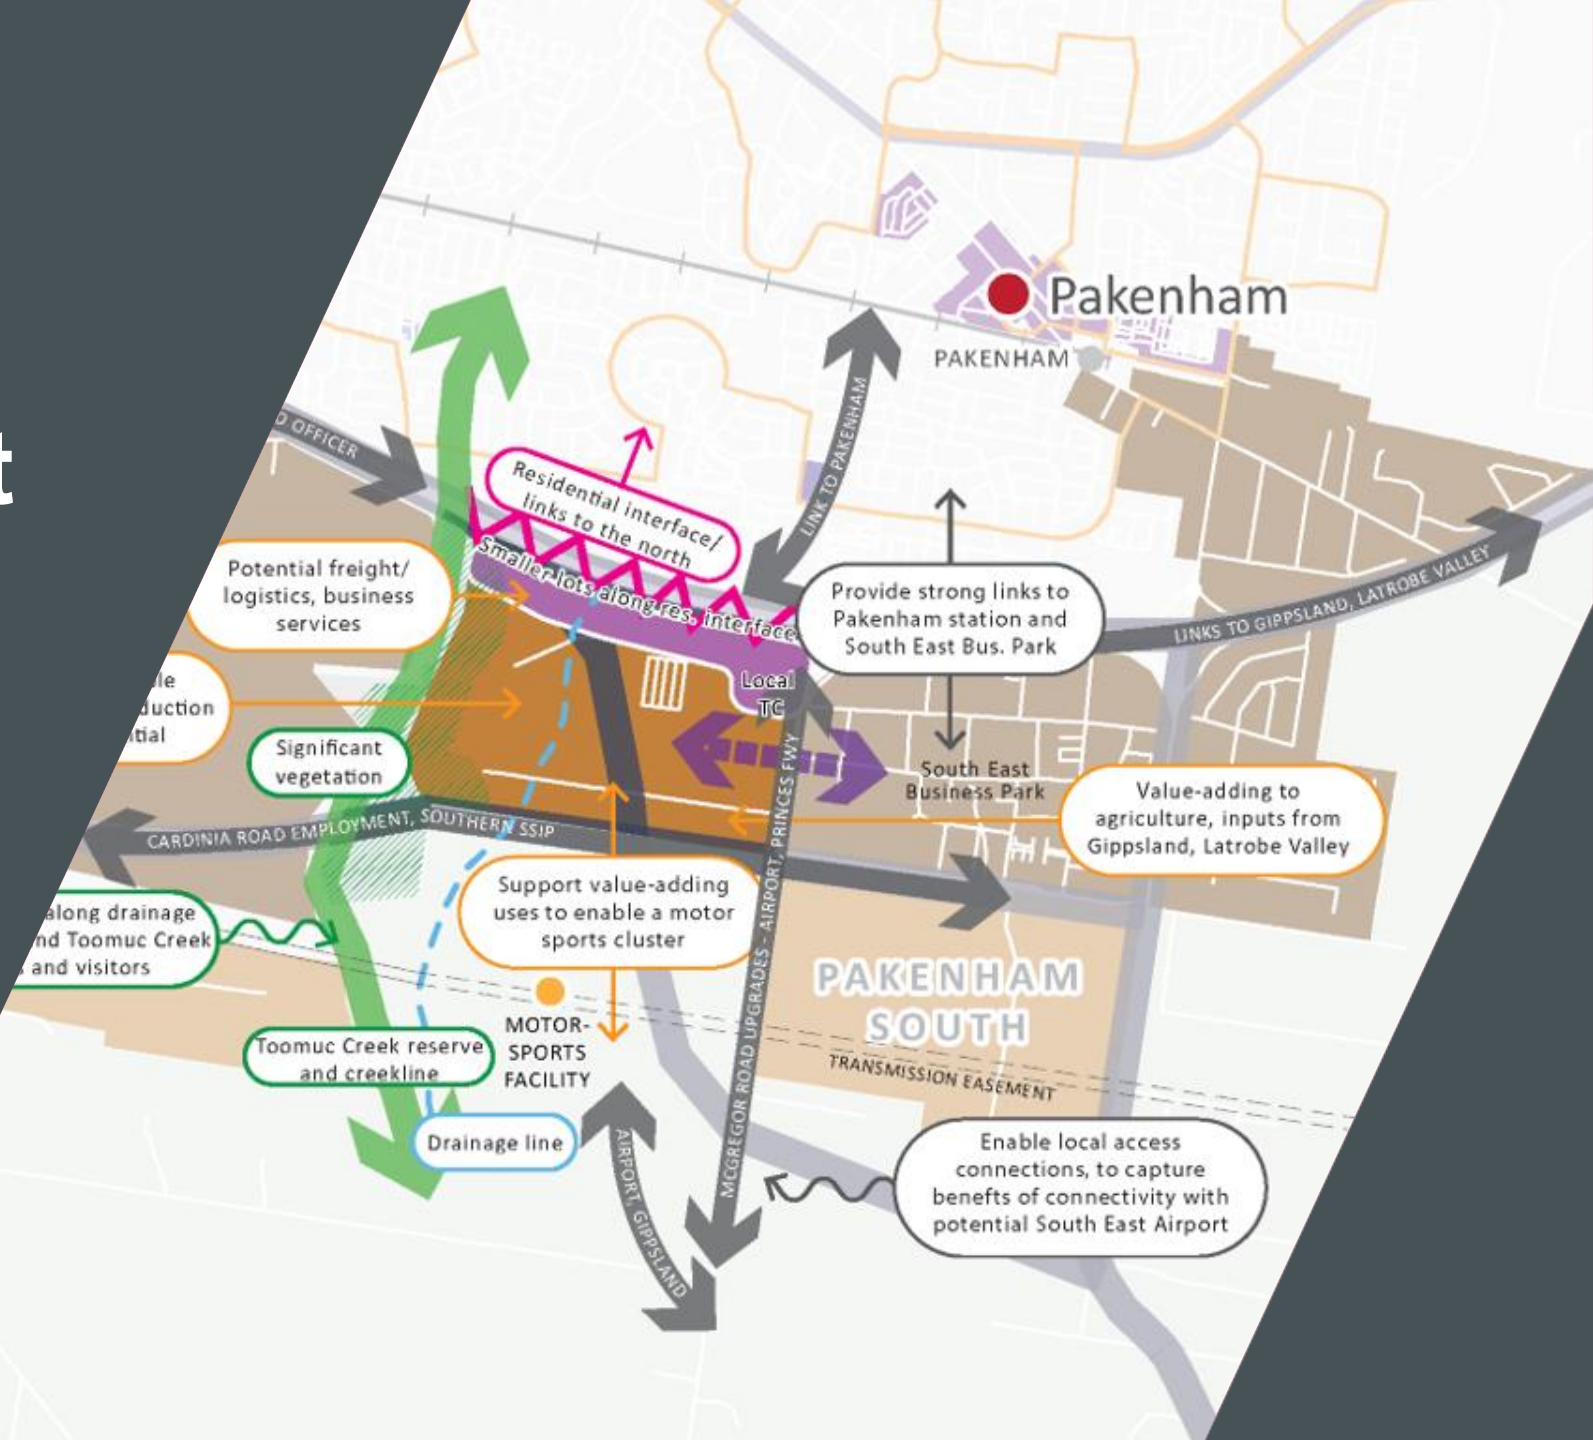 t
Pakenham
PAKENHAM
LINK TO PAKENHAM
OFFICER
Residential interface/
links to the north
Smaller lots along res. interface
Potential freight/
logistics, business
services
Provide strong links to
Pakenham station and
South East Bus. Park
LINKS TO GIPPSLAND, LATROBE VALLEY
Local
TC
Significant
vegetation
South East
Business Park
Value-adding to
agriculture, inputs from
Gippsland, Latrobe Valley
CARDINIA ROAD EMPLOYMENT, SOUTHERN SSIP
Support value-adding
uses to enable a motor
sports cluster
along drainage
Toomuc Creek
and visitors
MCGREGOR ROAD UPGRADES - AIRPORT, PRINCES FWY
PAKENHAM
SOUTH
MOTOR-
SPORTS
FACILITY
Toomuc Creek reserve
and creekline
TRANSMISSION EASEMENT
Drainage line
AIRPORT, GIPPSLAND
Enable local access
connections, to capture
benefts of connectivity with
potential South East Airport